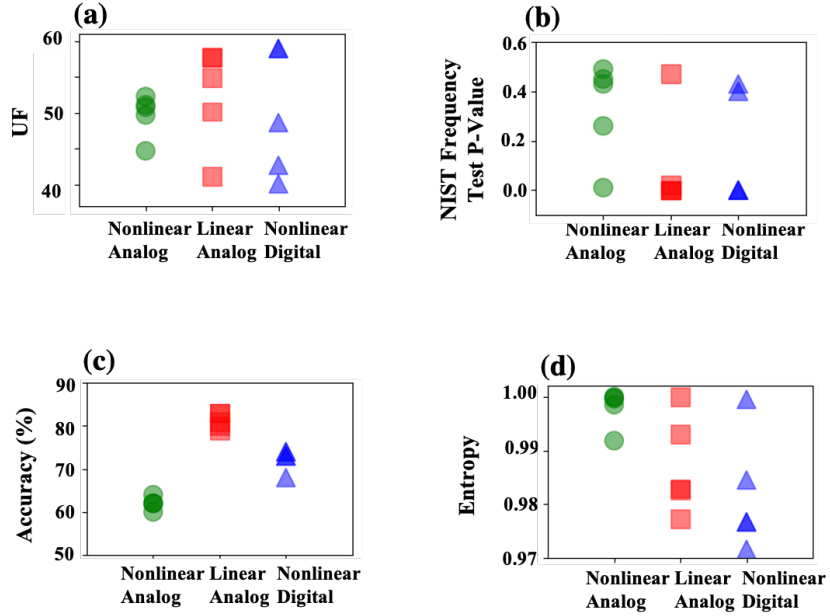 (a)
UF
60
50
40
Nonlinear Linear Nonlinear
Analog Analog Digital
(b)
NIST Frequency
Test P-Value
0.6
0.4
0.2
0.0
Nonlinear Linear Nonlinear
Analog Analog Digital
(c)
Accuracy (%)
90
80
70
60
50
Nonlinear Linear Nonlinear
Analog Analog Digital
(d)
Entropy
1.00
0.99
0.98
0.97
Nonlinear Linear Nonlinear
Analog Analog Digital